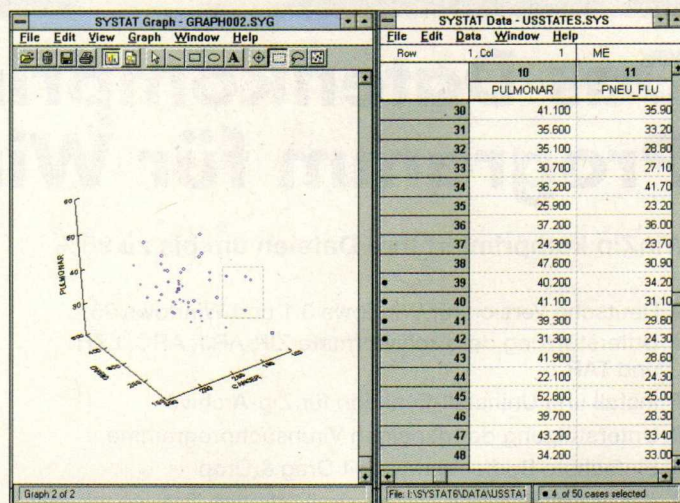 SYSTAT Graph - GRAPH002.SYG
File Edit View Graph Window Help
PULMONAR
Graph 2 of 2
SYSTAT Data - USSTATES.SYS
File Edit Data Window Help
Row 1, Col 1 ME
10 11
PULMONAR PNEU_FLU
30 41.100 35.90
31 35.600 33.20
32 35.100 28.80
33 30.700 27.10
34 36.200 41.70
35 25.900 23.20
36 37.200 36.00
37 24.300 23.70
38 47.600 30.90
39 40.200 34.20
40 41.100 31.10
41 39.300 29.60
42 31.300 24.30
43 41.900 28.60
44 22.100 24.30
45 52.800 25.00
46 39.700 28.30
47 43.200 33.40
48 34.200 33.00
File: I:\SYSTAT6\DATA\USSTAT
4 of 50 cases selected